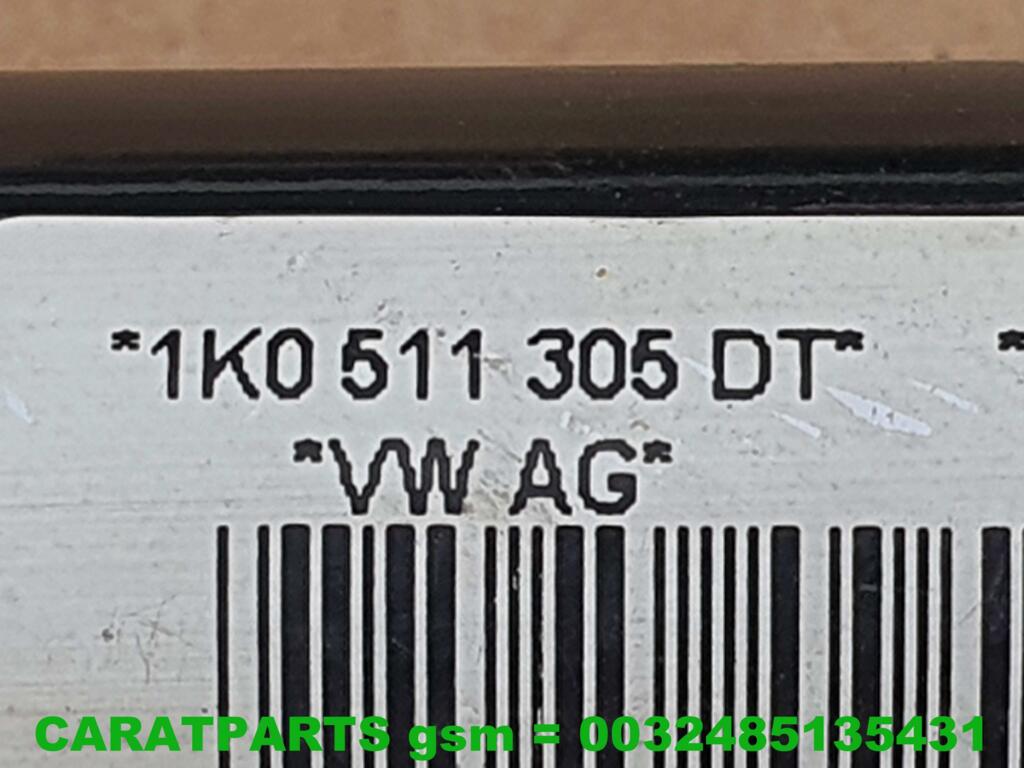 *1K0 511 305 DT* *
*VW AG*
CARATPARTS gsm = 0032485135431